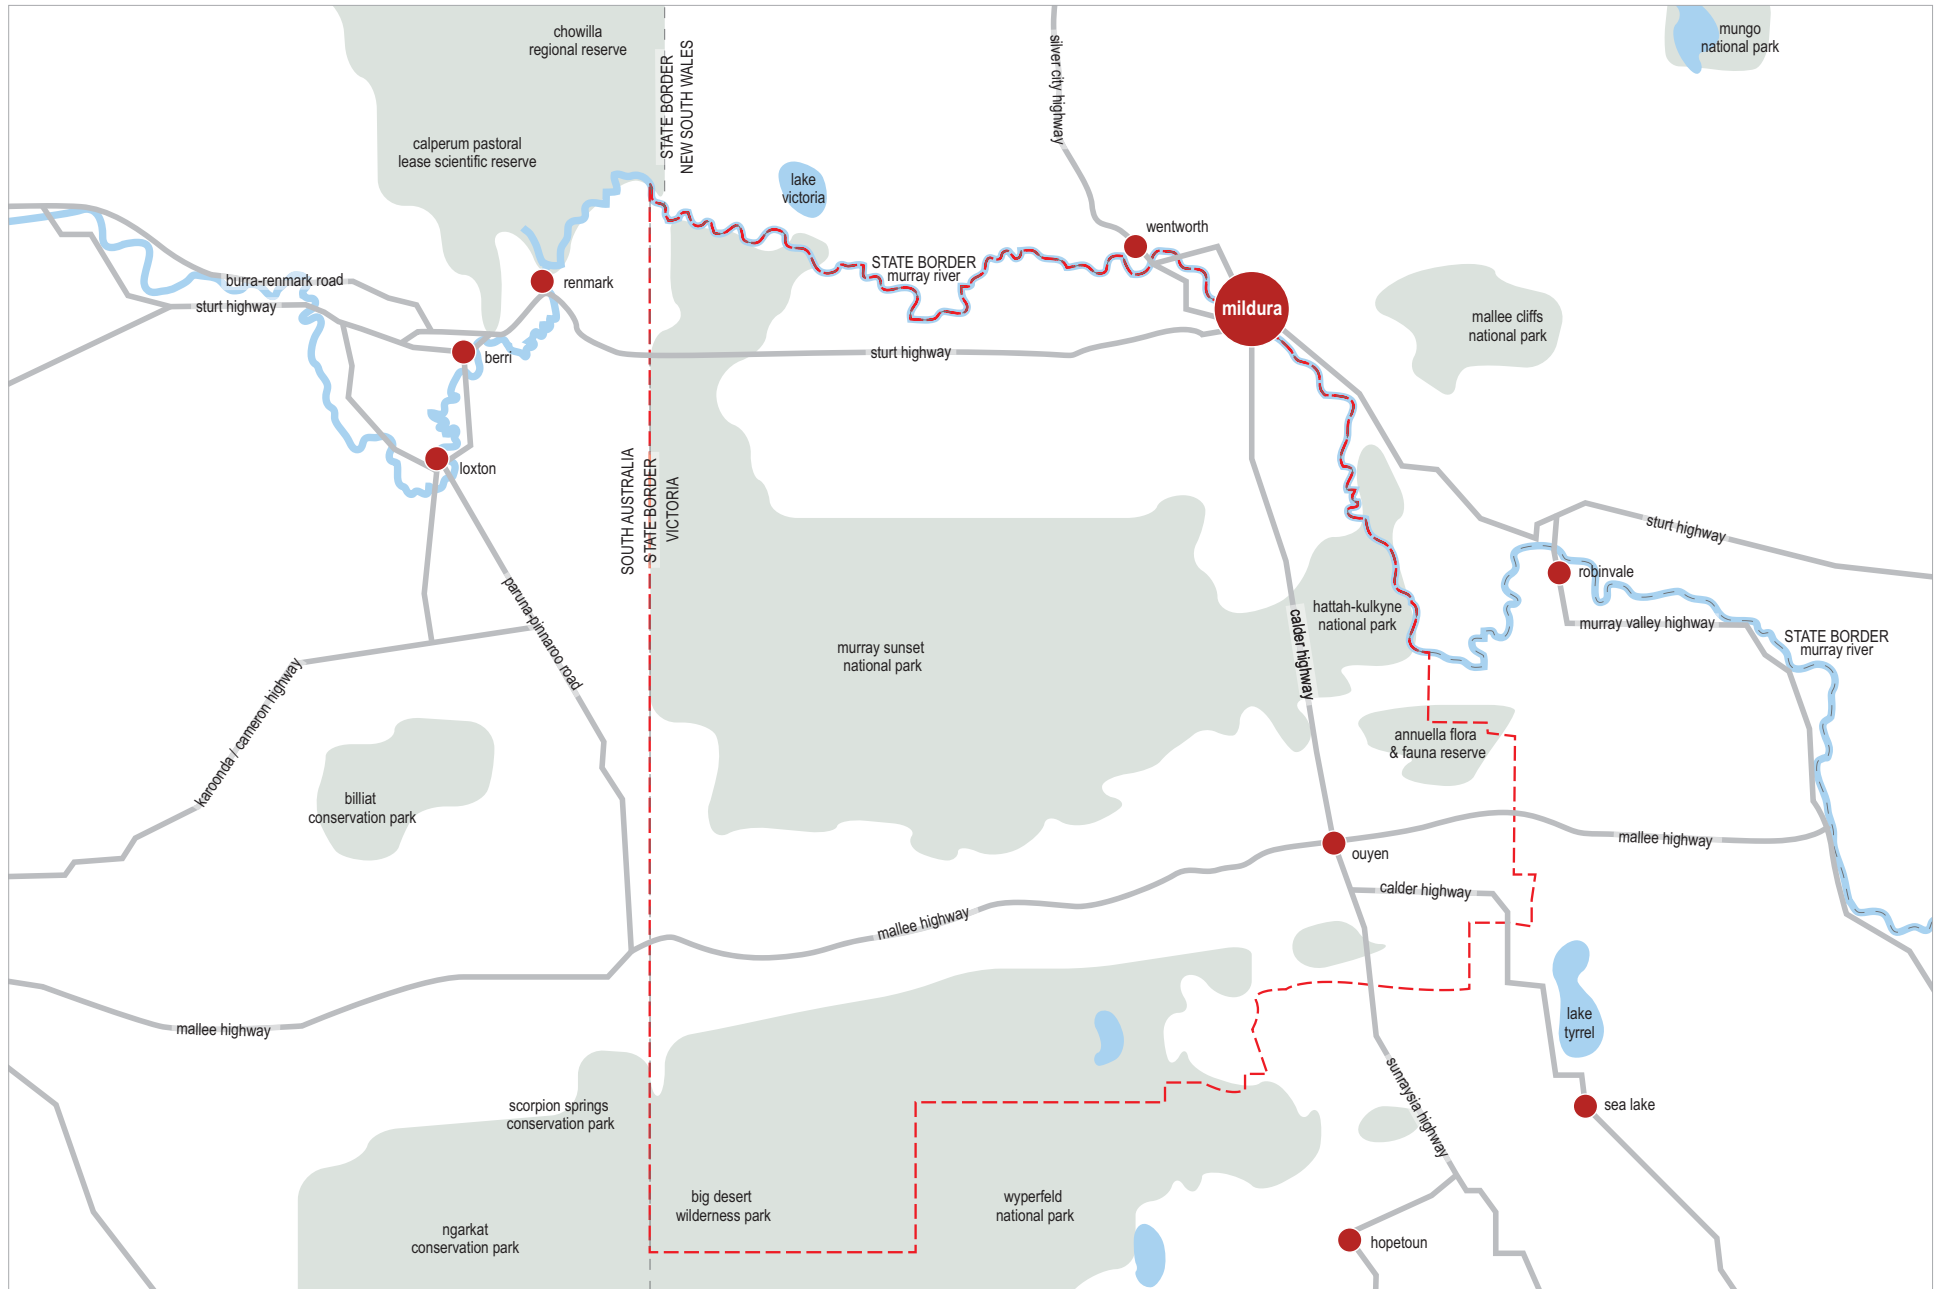 chowilla
regional reserve
mungo
national park
silver city highway
STATE BORDER
NEW SOUTH WALES
calperum pastoral
lease scientific reserve
lake
victoria
wentworth
STATE BORDER
murray river
burra-renmark road
renmark
sturt highway
mildura
mallee cliffs
national park
berri
sturt highway
loxton
SOUTH AUSTRALIA
STATE BORDER
VICTORIA
sturt highway
robinvale
paruna-pinnaroo road
calder highway
hattah-kulkyne
national park
murray valley highway
STATE BORDER
murray river
murray sunset
national park
karoonda / cameron highway
annuella flora
& fauna reserve
billiat
conservation park
mallee highway
ouyen
calder highway
mallee highway
mallee highway
lake
tyrrel
sunraysia highway
scorpion springs
conservation park
sea lake
big desert
wilderness park
wyperfeld
national park
ngarkat
conservation park
hopetoun